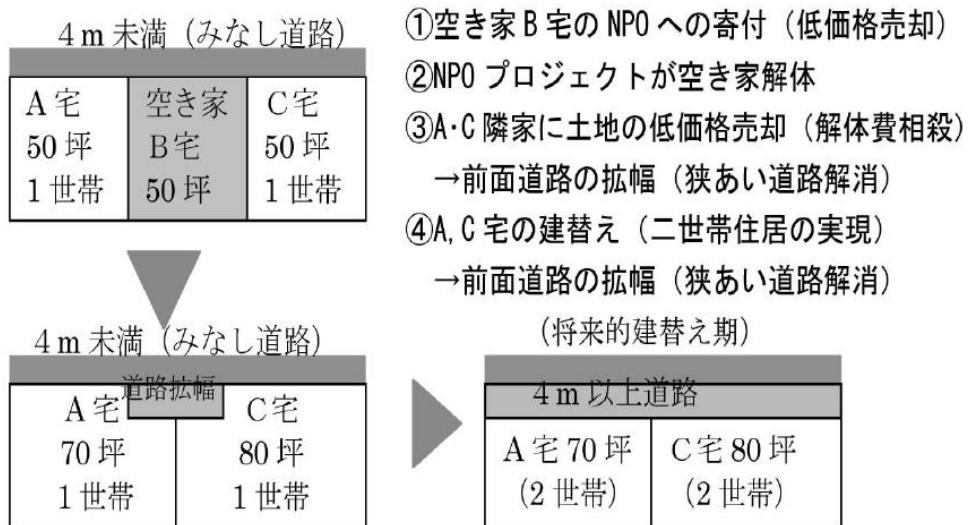 4m未満（みなし道路）
A宅
50坪
1世帯
空き家
B宅
50坪
C宅
50坪
1世帯
①空き家B宅のNPOへの寄付（低価格売却）
②NPOプロジェクトが空き家解体
③A・C隣家に土地の低価格売却（解体費相殺）
→前面道路の拡幅（狭あい道路解消）
④A,C宅の建替え（二世帯住居の実現）
→前面道路の拡幅（狭あい道路解消）
4m未満（みなし道路）
道路拡幅
A宅
70坪
1世帯
C宅
80坪
1世帯
(将来的建替え期)
4m以上道路
A宅70坪
(2世帯)
C宅80坪
(2世帯)